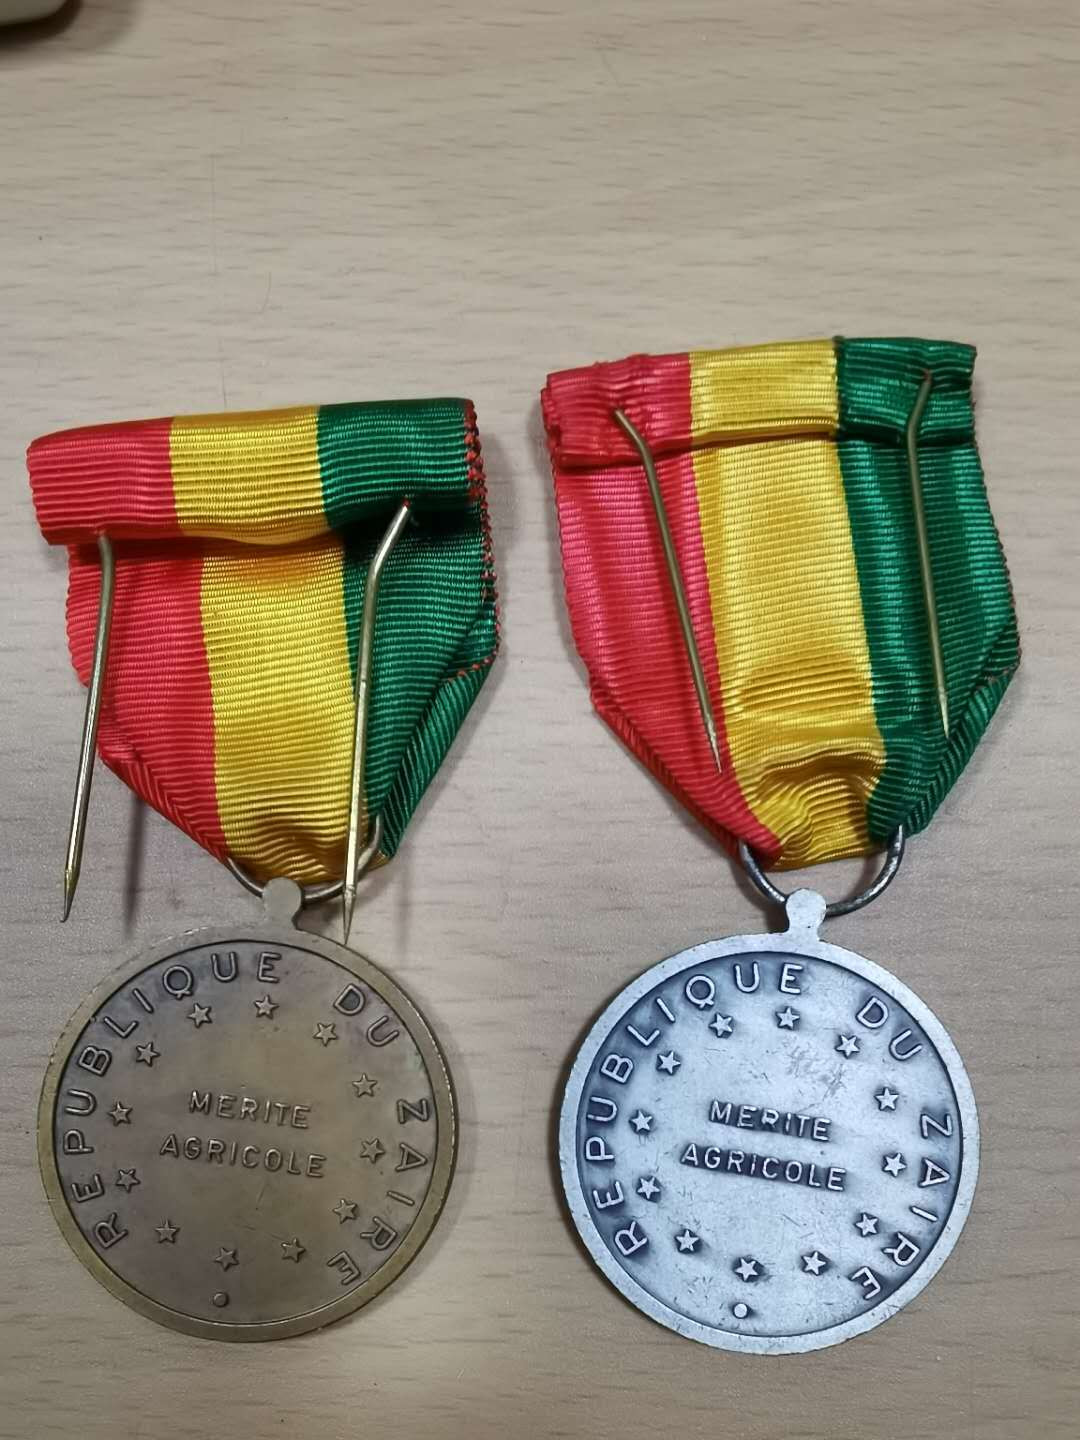 REPUBLIQUE DU ZAIRE
MERITE
AGRICOLE
REPUBLIQUE DU ZAIRE
MERITE
AGRICOLE